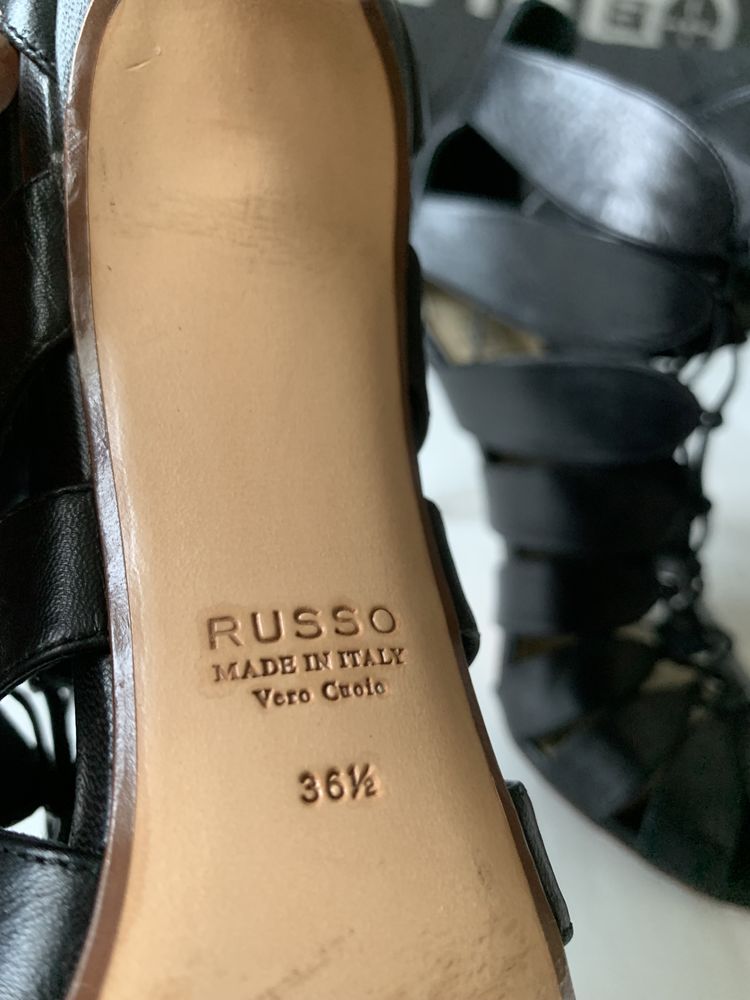 RUSSO
MADE IN ITALY
Vero Cuoio
36½